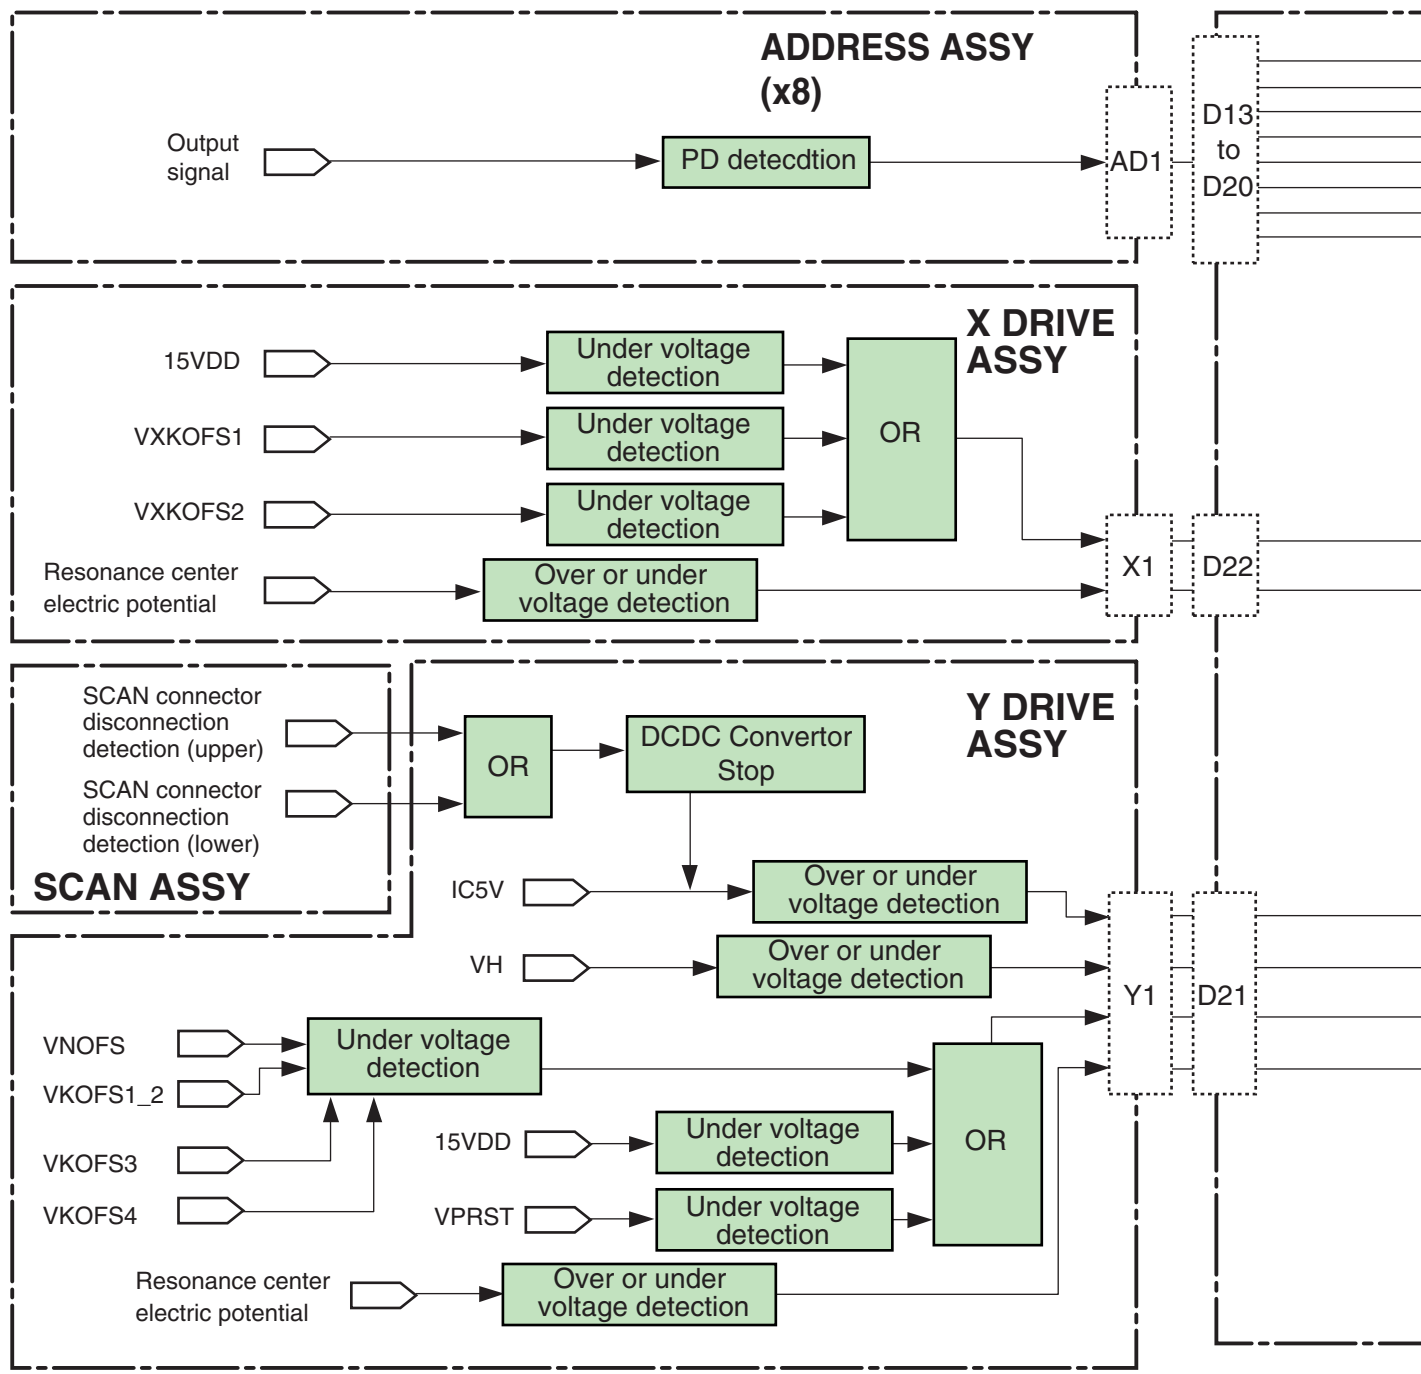 ADDRESS ASSY
(x8)
Output
signal
PD detecdtion
AD1
D13
to
D20
X DRIVE
ASSY
15VDD
Under voltage
detection
VXKOFS1
Under voltage
detection
OR
VXKOFS2
Under voltage
detection
Resonance center
electric potential
Over or under
voltage detection
X1
D22
SCAN connector
disconnection
detection (upper)
SCAN connector
disconnection
detection (lower)
SCAN ASSY
Y DRIVE
ASSY
OR
DCDC Convertor
Stop
IC5V
Over or under
voltage detection
VH
Over or under
voltage detection
Y1
D21
VNOFS
VKOFS1_2
VKOFS3
VKOFS4
Under voltage
detection
15VDD
Under voltage
detection
OR
VPRST
Under voltage
detection
Resonance center
electric potential
Over or under
voltage detection